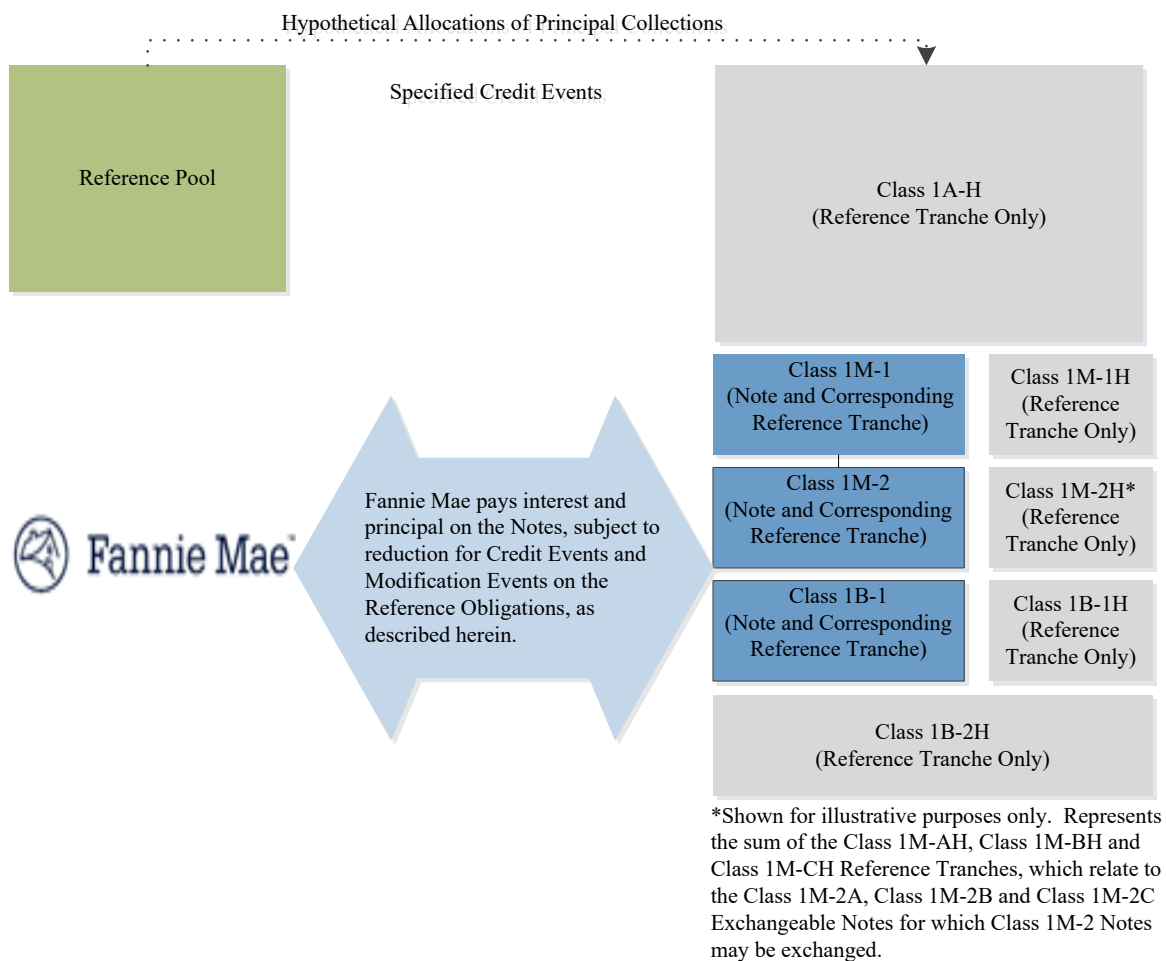 Hypothetical Allocations of Principal Collections
Specified Credit Events
Reference Pool
Class 1A-H
(Reference Tranche Only)
Class 1M-1
(Note and Corresponding
Reference Tranche)
Class 1M-1H
(Reference
Tranche Only)
Class 1M-2
(Note and Corresponding
Reference Tranche)
Class 1M-2H*
(Reference
Tranche Only)
Fannie Mae™
Fannie Mae pays interest and
principal on the Notes, subject to
reduction for Credit Events and
Modification Events on the
Reference Obligations, as
described herein.
Class 1B-1
(Note and Corresponding
Reference Tranche)
Class 1B-1H
(Reference
Tranche Only)
Class 1B-2H
(Reference Tranche Only)
*Shown for illustrative purposes only.  Represents
the sum of the Class 1M-AH, Class 1M-BH and
Class 1M-CH Reference Tranches, which relate to
the Class 1M-2A, Class 1M-2B and Class 1M-2C
Exchangeable Notes for which Class 1M-2 Notes
may be exchanged.